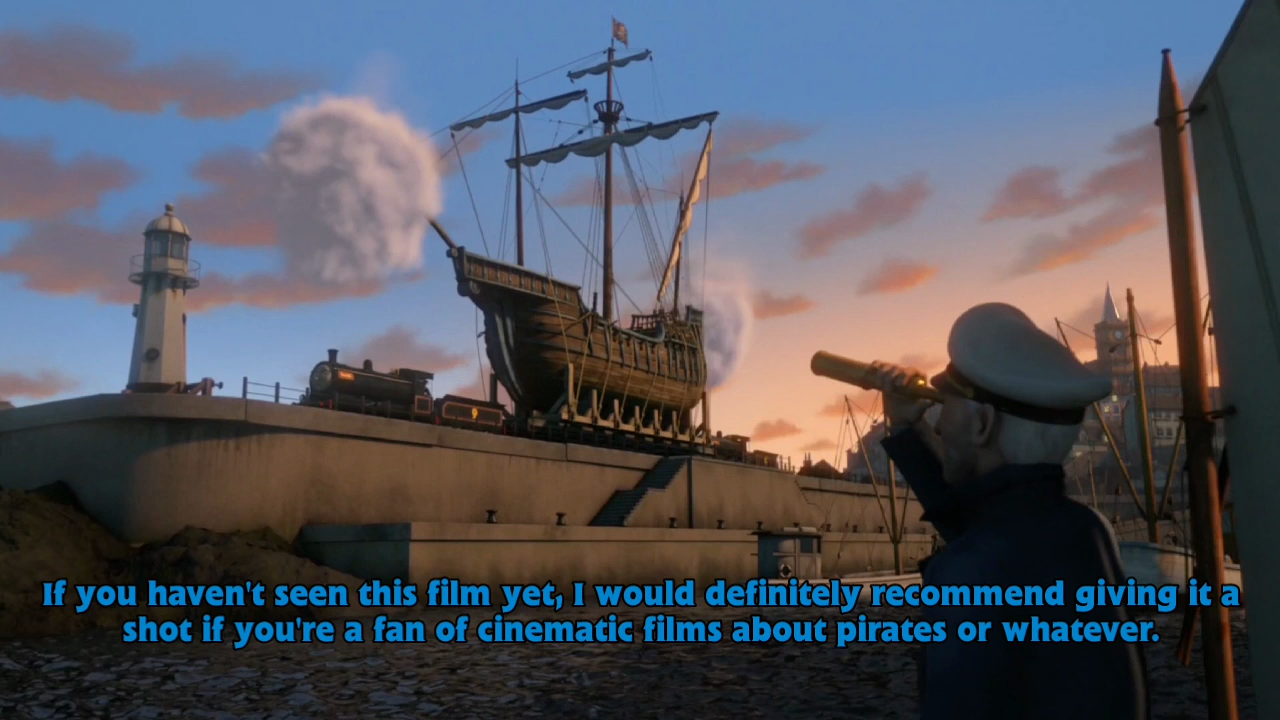 If you haven't seen this film yet, I would definitely recommend giving it a
shot if you're a fan of cinematic films about pirates or whatever.